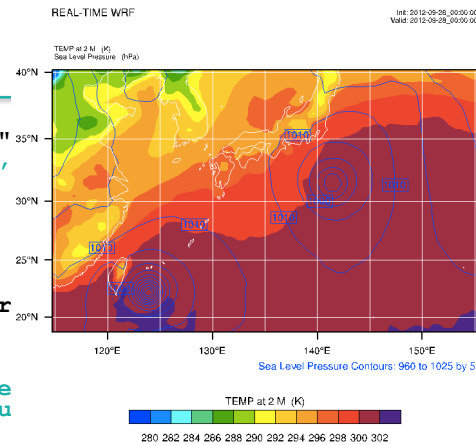 REAL-TIME WRF
Init: 2012-09-28_00:00:00
Valid: 2012-09-28_00:00:00
TEMP at 2 M (K)
Sea Level Pressure (hPa)
40°N
35°N
30°N
25°N
20°N
1010
1010
1010
1010
1010
120°E
130°E
140°E
150°E
Sea Level Pressure Contours: 960 to 1025 by 5
TEMP at 2 M (K)
280 282 284 286 288 290 292 294 296 298 300 302
"
,
r
e
u